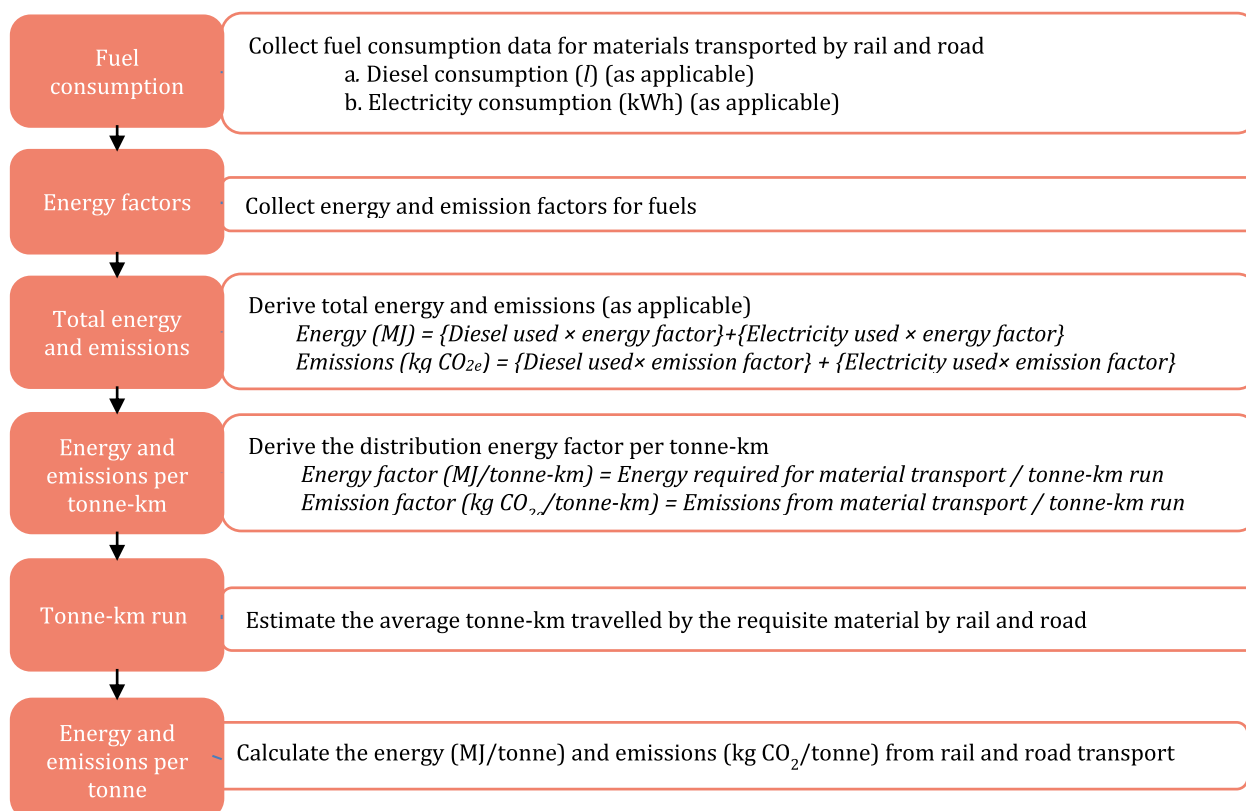 Fuel
consumption
Collect fuel consumption data for materials transported by rail and road
a. Diesel consumption (l) (as applicable)
b. Electricity consumption (kWh) (as applicable)
Energy factors
Collect energy and emission factors for fuels
Total energy
and emissions
Derive total energy and emissions (as applicable)
Energy (MJ) = {Diesel used × energy factor}+{Electricity used × energy factor}
Emissions (kg CO2e) = {Diesel used× emission factor} + {Electricity used× emission factor}
Energy and
emissions per
tonne-km
Derive the distribution energy factor per tonne-km
Energy factor (MJ/tonne-km) = Energy required for material transport / tonne-km run
Emission factor (kg CO2e/tonne-km) = Emissions from material transport / tonne-km run
Tonne-km run
Estimate the average tonne-km travelled by the requisite material by rail and road
Energy and
emissions per
tonne
Calculate the energy (MJ/tonne) and emissions (kg CO2/tonne) from rail and road transport